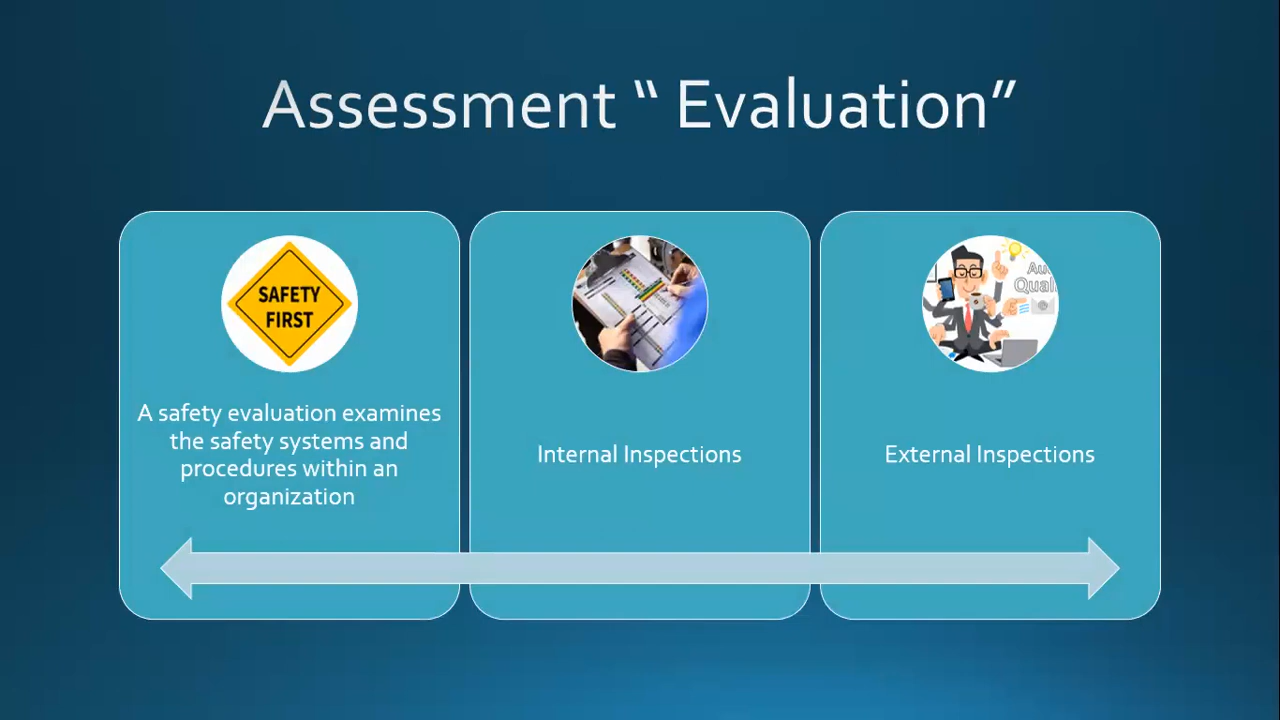 Assessment “ Evaluation”
SAFETY
FIRST
A safety evaluation examines
the safety systems and
procedures within an
organization
Internal Inspections
External Inspections